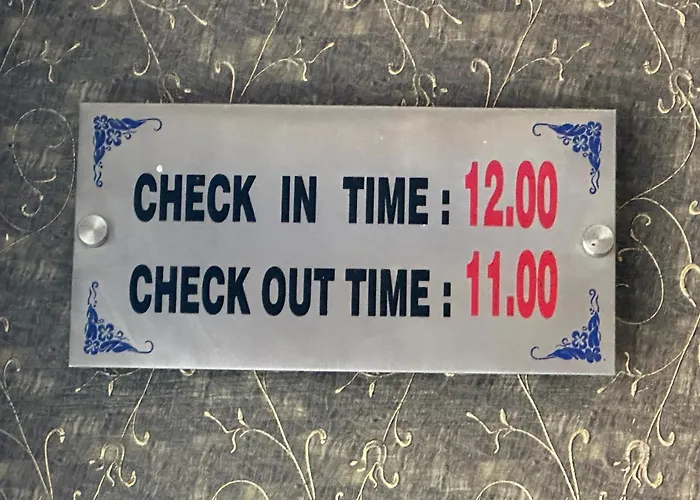 CHECK IN TIME : 12.00
CHECK OUT TIME : 11.00